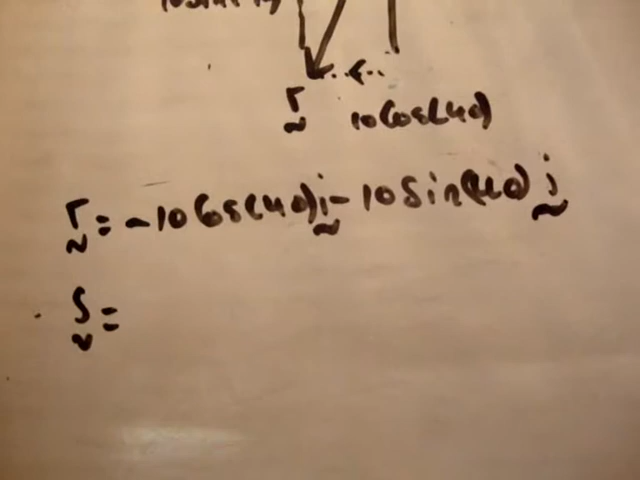 r
~
10Cos(40)
r = -10Cos(40)i - 10Sin(40)j
~ ~ ~
S =
~